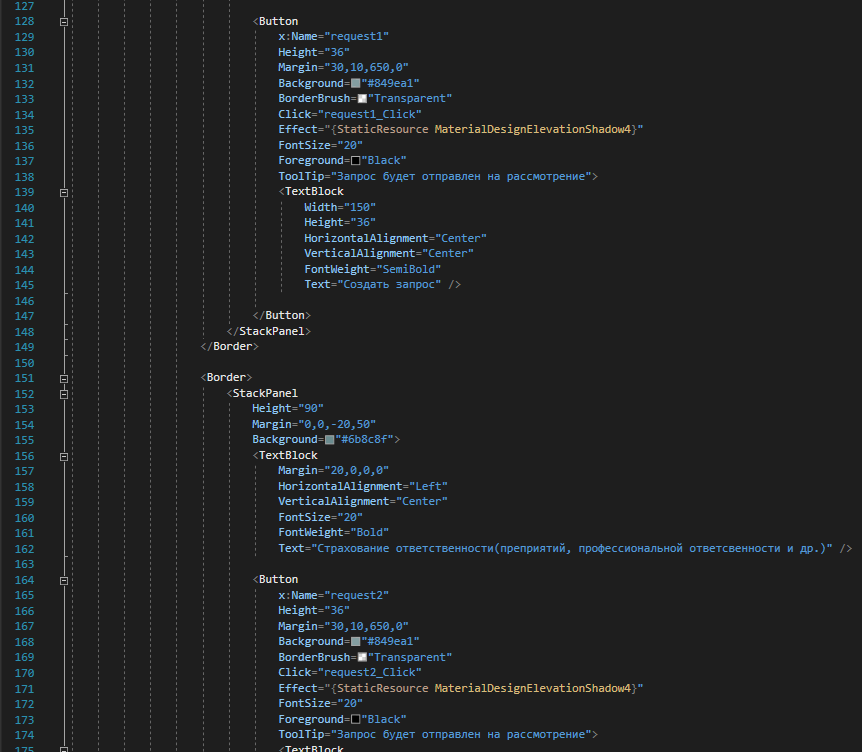 127
128 <Button
129 x:Name="request1"
130 Height="36"
131 Margin="30,10,650,0"
132 Background="#849ea1"
133 BorderBrush="Transparent"
134 Click="request1_Click"
135 Effect="{StaticResource MaterialDesignElevationShadow4}"
136 FontSize="20"
137 Foreground="Black"
138 ToolTip="Запрос будет отправлен на рассмотрение">
139 <TextBlock
140 Width="150"
141 Height="36"
142 HorizontalAlignment="Center"
143 VerticalAlignment="Center"
144 FontWeight="SemiBold"
145 Text="Создать запрос" />
146
147 </Button>
148 </StackPanel>
149 </Border>
150
151 <Border>
152 <StackPanel
153 Height="90"
154 Margin="0,0,-20,50"
155 Background="#6b8c8f">
156 <TextBlock
157 Margin="20,0,0,0"
158 HorizontalAlignment="Left"
159 VerticalAlignment="Center"
160 FontSize="20"
161 FontWeight="Bold"
162 Text="Страхование ответственности(преприятий, профессиональной ответсвенности и др.)" />
163
164 <Button
165 x:Name="request2"
166 Height="36"
167 Margin="30,10,650,0"
168 Background="#849ea1"
169 BorderBrush="Transparent"
170 Click="request2_Click"
171 Effect="{StaticResource MaterialDesignElevationShadow4}"
172 FontSize="20"
173 Foreground="Black"
174 ToolTip="Запрос будет отправлен на рассмотрение">
175 <TextBlock